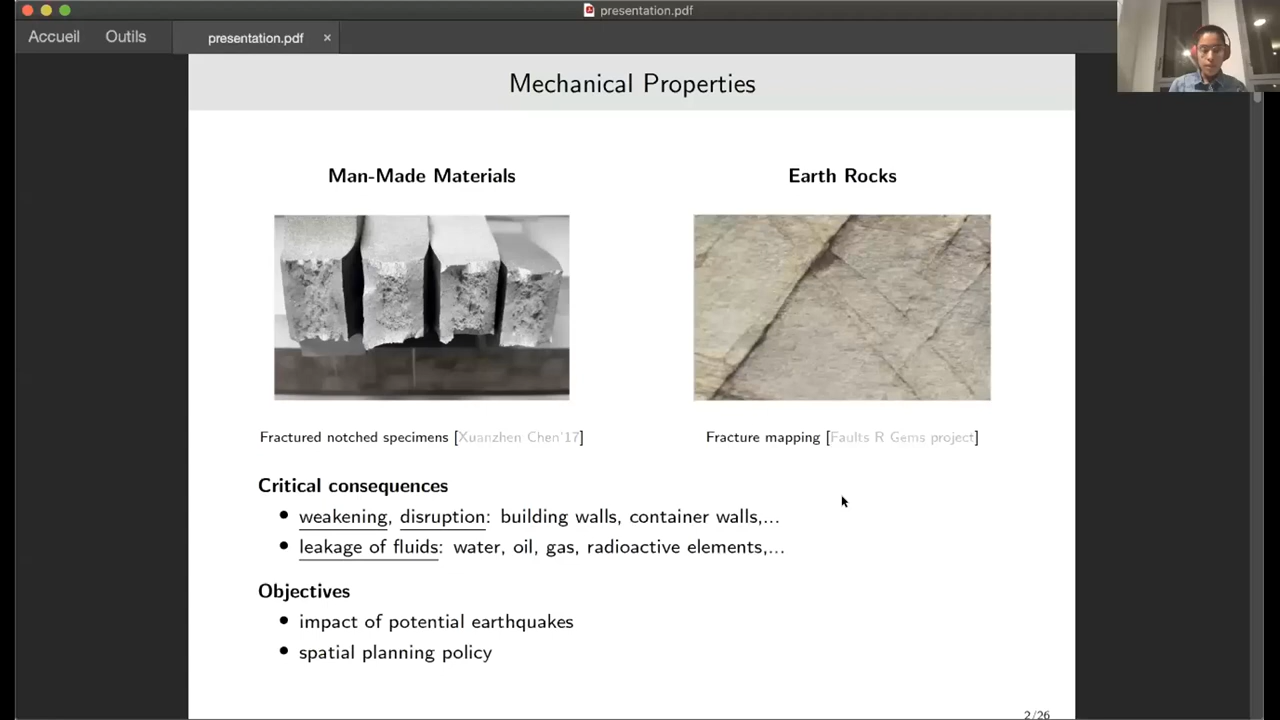 presentation.pdf
Accueil Outils presentation.pdf ×
Mechanical Properties
Man-Made Materials
Earth Rocks
Fractured notched specimens [Xuanzhen Chen'17]
Fracture mapping [Faults R Gems project]
Critical consequences
• weakening, disruption: building walls, container walls,...
• leakage of fluids: water, oil, gas, radioactive elements,...
Objectives
• impact of potential earthquakes
• spatial planning policy
2/26